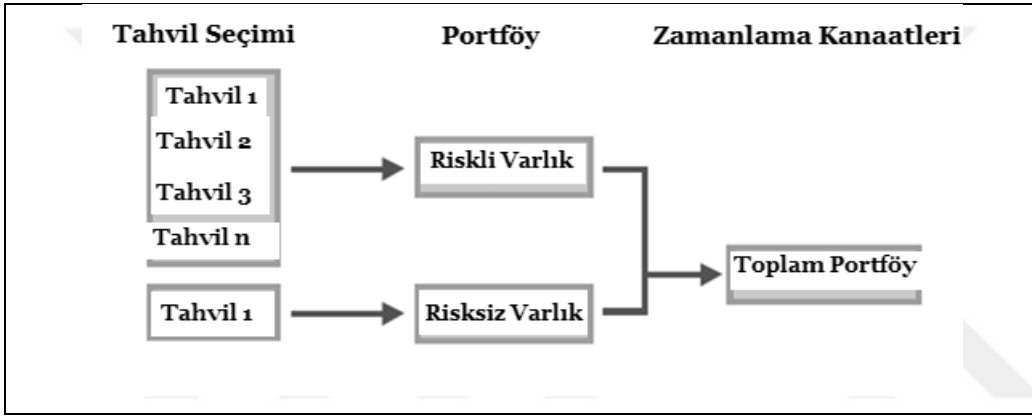 Tahvil Seçimi
Portföy
Zamanlama Kanaatleri
Tahvil 1
Tahvil 2
Tahvil 3
Tahvil n
Riskli Varlık
Toplam Portföy
Tahvil 1
Risksiz Varlık